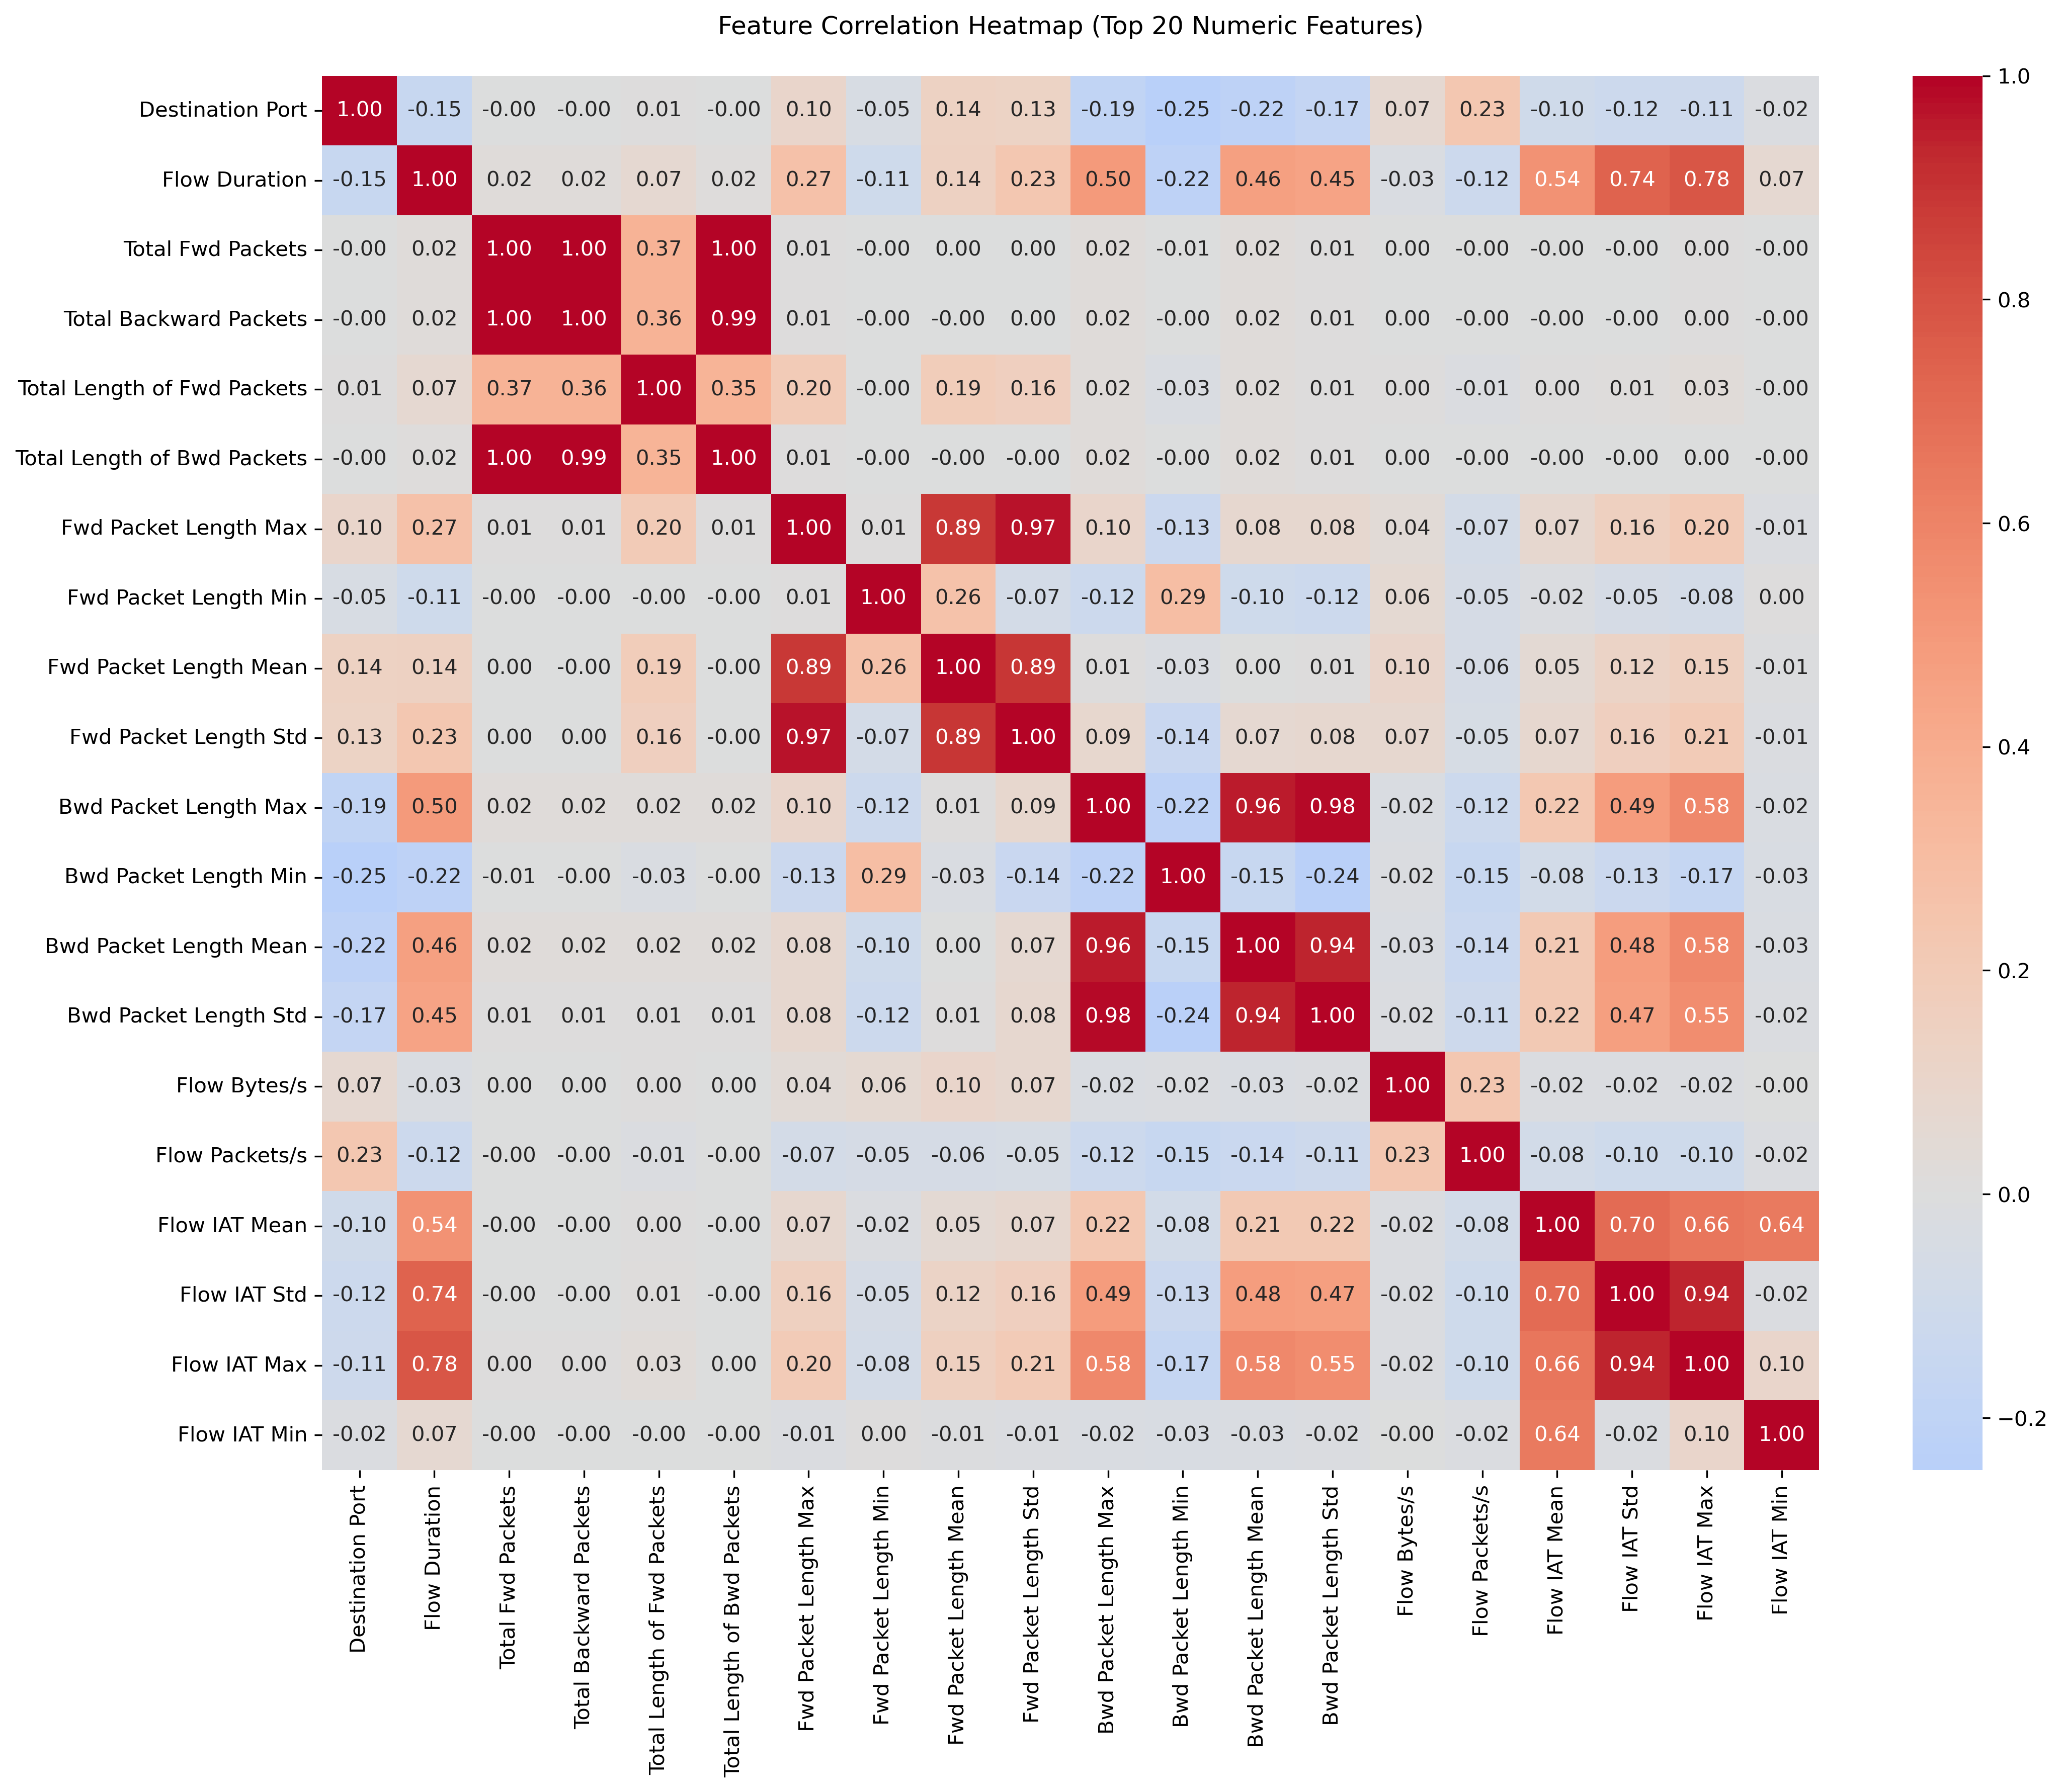 Feature Correlation Heatmap (Top 20 Numeric Features)
Destination Port 1.00 -0.15 -0.00 -0.00 0.01 -0.00 0.10 -0.05 0.14 0.13 -0.19 -0.25 -0.22 -0.17 0.07 0.23 -0.10 -0.12 -0.11 -0.02
Flow Duration -0.15 1.00 0.02 0.02 0.07 0.02 0.27 -0.11 0.14 0.23 0.50 -0.22 0.46 0.45 -0.03 -0.12 0.54 0.74 0.78 0.07
Total Fwd Packets -0.00 0.02 1.00 1.00 0.37 1.00 0.01 -0.00 0.00 0.00 0.02 -0.01 0.02 0.01 0.00 -0.00 -0.00 -0.00 0.00 -0.00
Total Backward Packets -0.00 0.02 1.00 1.00 0.36 0.99 0.01 -0.00 -0.00 0.00 0.02 -0.00 0.02 0.01 0.00 -0.00 -0.00 -0.00 0.00 -0.00
Total Length of Fwd Packets 0.01 0.07 0.37 0.36 1.00 0.35 0.20 -0.00 0.19 0.16 0.02 -0.03 0.02 0.01 0.00 -0.01 0.00 0.01 0.03 -0.00
Total Length of Bwd Packets -0.00 0.02 1.00 0.99 0.35 1.00 0.01 -0.00 -0.00 -0.00 0.02 -0.00 0.02 0.01 0.00 -0.00 -0.00 -0.00 0.00 -0.00
Fwd Packet Length Max 0.10 0.27 0.01 0.01 0.20 0.01 1.00 0.01 0.89 0.97 0.10 -0.13 0.08 0.08 0.04 -0.07 0.07 0.16 0.20 -0.01
Fwd Packet Length Min -0.05 -0.11 -0.00 -0.00 -0.00 -0.00 0.01 1.00 0.26 -0.07 -0.12 0.29 -0.10 -0.12 0.06 -0.05 -0.02 -0.05 -0.08 0.00
Fwd Packet Length Mean 0.14 0.14 0.00 -0.00 0.19 -0.00 0.89 0.26 1.00 0.89 0.01 -0.03 0.00 0.01 0.10 -0.06 0.05 0.12 0.15 -0.01
Fwd Packet Length Std 0.13 0.23 0.00 0.00 0.16 -0.00 0.97 -0.07 0.89 1.00 0.09 -0.14 0.07 0.08 0.07 -0.05 0.07 0.16 0.21 -0.01
Bwd Packet Length Max -0.19 0.50 0.02 0.02 0.02 0.02 0.10 -0.12 0.01 0.09 1.00 -0.22 0.96 0.98 -0.02 -0.12 0.22 0.49 0.58 -0.02
Bwd Packet Length Min -0.25 -0.22 -0.01 -0.00 -0.03 -0.00 -0.13 0.29 -0.03 -0.14 -0.22 1.00 -0.15 -0.24 -0.02 -0.15 -0.08 -0.13 -0.17 -0.03
Bwd Packet Length Mean -0.22 0.46 0.02 0.02 0.02 0.02 0.08 -0.10 0.00 0.07 0.96 -0.15 1.00 0.94 -0.03 -0.14 0.21 0.48 0.58 -0.03
Bwd Packet Length Std -0.17 0.45 0.01 0.01 0.01 0.01 0.08 -0.12 0.01 0.08 0.98 -0.24 0.94 1.00 -0.02 -0.11 0.22 0.47 0.55 -0.02
Flow Bytes/s 0.07 -0.03 0.00 0.00 0.00 0.00 0.04 0.06 0.10 0.07 -0.02 -0.02 -0.03 -0.02 1.00 0.23 -0.02 -0.02 -0.02 -0.00
Flow Packets/s 0.23 -0.12 -0.00 -0.00 -0.01 -0.00 -0.07 -0.05 -0.06 -0.05 -0.12 -0.15 -0.14 -0.11 0.23 1.00 -0.08 -0.10 -0.10 -0.02
Flow IAT Mean -0.10 0.54 -0.00 -0.00 0.00 -0.00 0.07 -0.02 0.05 0.07 0.22 -0.08 0.21 0.22 -0.02 -0.08 1.00 0.70 0.66 0.64
Flow IAT Std -0.12 0.74 -0.00 -0.00 0.01 -0.00 0.16 -0.05 0.12 0.16 0.49 -0.13 0.48 0.47 -0.02 -0.10 0.70 1.00 0.94 -0.02
Flow IAT Max -0.11 0.78 0.00 0.00 0.03 0.00 0.20 -0.08 0.15 0.21 0.58 -0.17 0.58 0.55 -0.02 -0.10 0.66 0.94 1.00 0.10
Flow IAT Min -0.02 0.07 -0.00 -0.00 -0.00 -0.00 -0.01 0.00 -0.01 -0.01 -0.02 -0.03 -0.03 -0.02 -0.00 -0.02 0.64 -0.02 0.10 1.00
Destination Port
Flow Duration
Total Fwd Packets
Total Backward Packets
Total Length of Fwd Packets
Total Length of Bwd Packets
Fwd Packet Length Max
Fwd Packet Length Min
Fwd Packet Length Mean
Fwd Packet Length Std
Bwd Packet Length Max
Bwd Packet Length Min
Bwd Packet Length Mean
Bwd Packet Length Std
Flow Bytes/s
Flow Packets/s
Flow IAT Mean
Flow IAT Std
Flow IAT Max
Flow IAT Min
1.0
0.8
0.6
0.4
0.2
0.0
−0.2